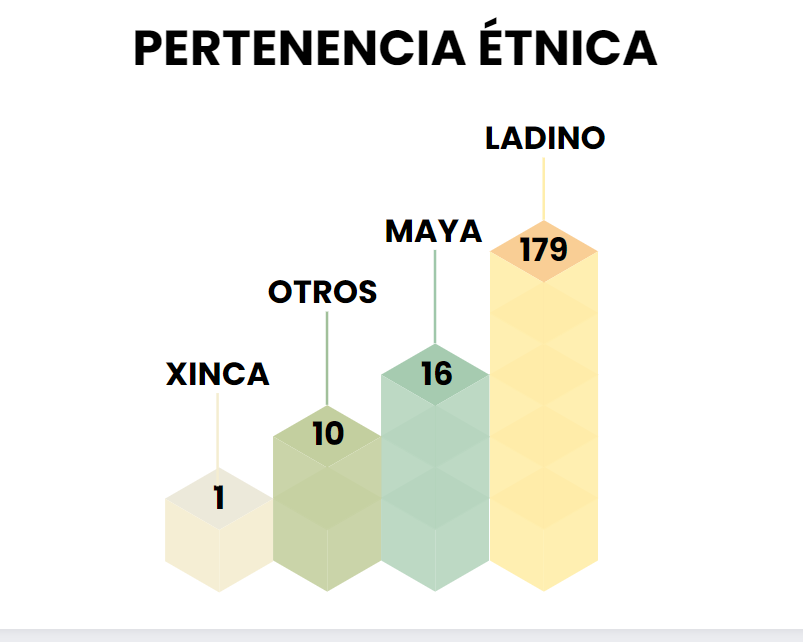 PERTENENCIA ÉTNICA
LADINO
179
MAYA
16
OTROS
10
XINCA
1